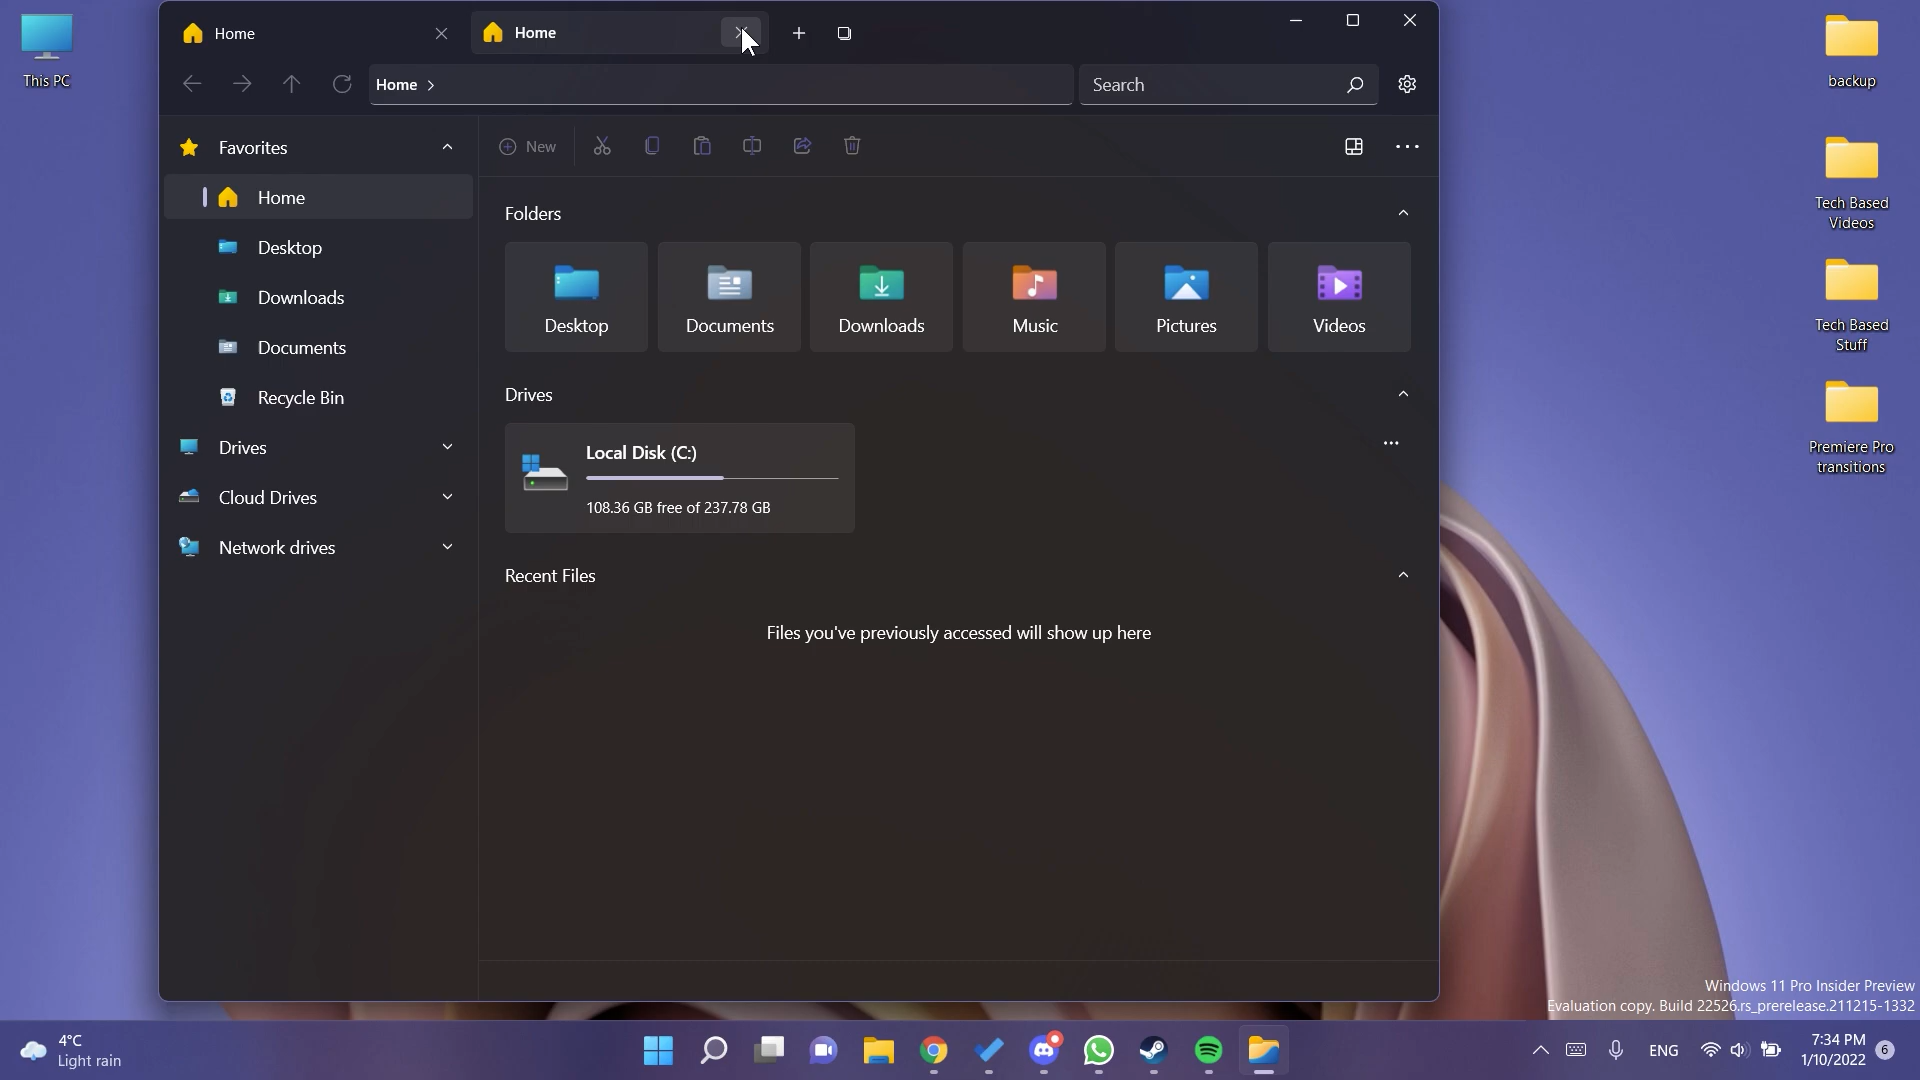 This PC
Home
Home
Home
Search
backup
Favorites
New
Home
Tech Based
Videos
Folders
Desktop
Downloads
Desktop
Documents
Downloads
Music
Pictures
Videos
Tech Based
Stuff
Documents
Recycle Bin
Drives
Drives
Local Disk (C:)
108.36 GB free of 237.78 GB
Premiere Pro
transitions
Cloud Drives
Network drives
Recent Files
Files you've previously accessed will show up here
Windows 11 Pro Insider Preview
Evaluation copy. Build 22526.rs_prerelease.211215-1332
4°C
Light rain
ENG
7:34 PM
1/10/2022
6